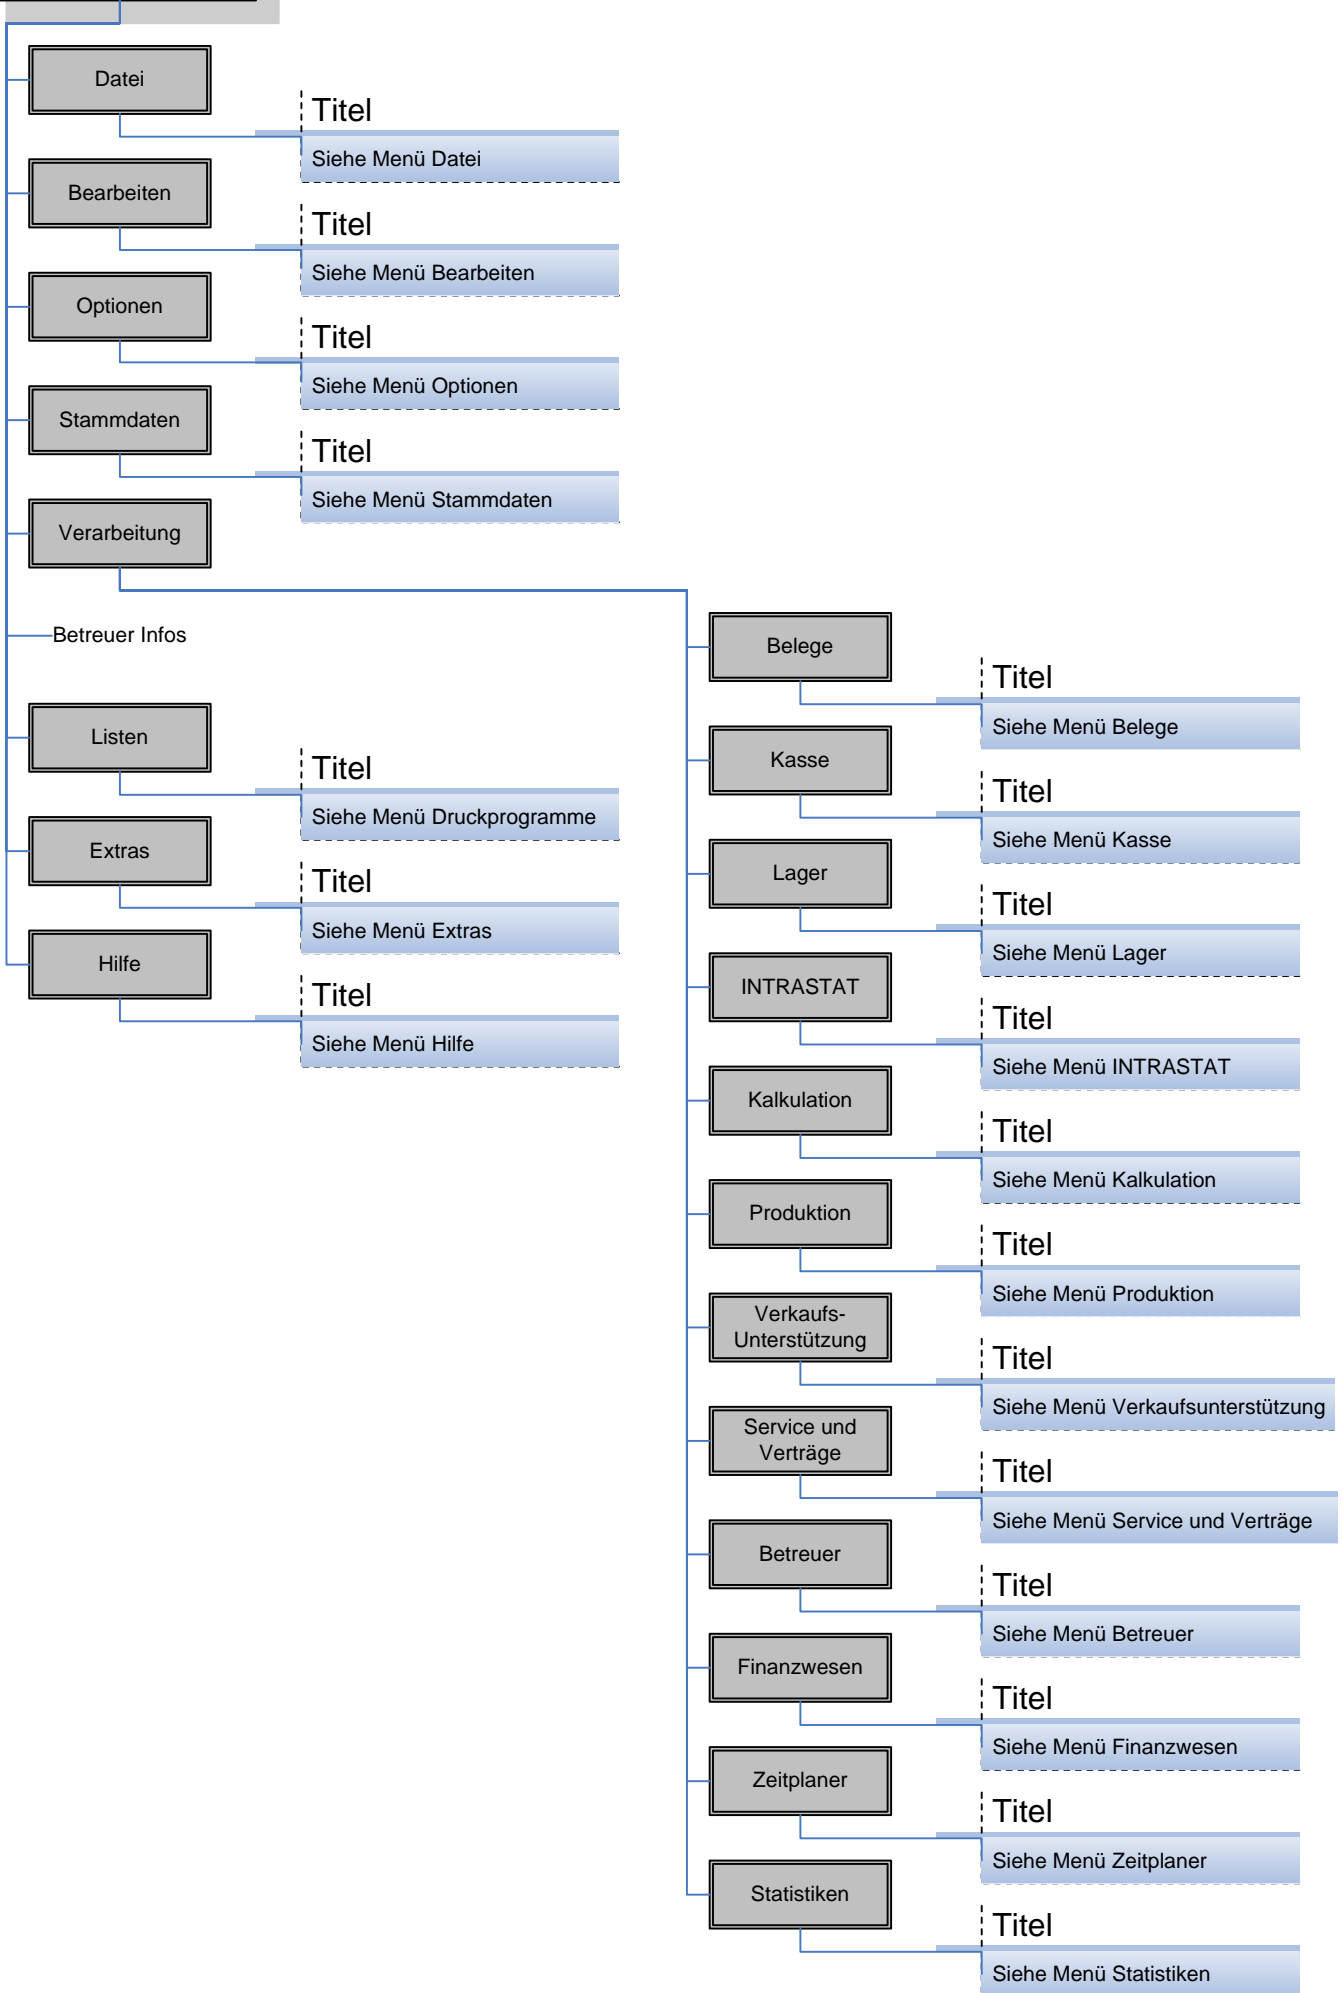 Datei
Titel
Siehe Menü Datei
Bearbeiten
Titel
Siehe Menü Bearbeiten
Optionen
Titel
Siehe Menü Optionen
Stammdaten
Titel
Siehe Menü Stammdaten
Verarbeitung
Betreuer Infos
Listen
Titel
Siehe Menü Druckprogramme
Extras
Titel
Siehe Menü Extras
Hilfe
Titel
Siehe Menü Hilfe
Belege
Titel
Siehe Menü Belege
Kasse
Titel
Siehe Menü Kasse
Lager
Titel
Siehe Menü Lager
INTRASTAT
Titel
Siehe Menü INTRASTAT
Kalkulation
Titel
Siehe Menü Kalkulation
Produktion
Titel
Siehe Menü Produktion
Verkaufs-
Unterstützung
Titel
Siehe Menü Verkaufsunterstützung
Service und
Verträge
Titel
Siehe Menü Service und Verträge
Betreuer
Titel
Siehe Menü Betreuer
Finanzwesen
Titel
Siehe Menü Finanzwesen
Zeitplaner
Titel
Siehe Menü Zeitplaner
Statistiken
Titel
Siehe Menü Statistiken